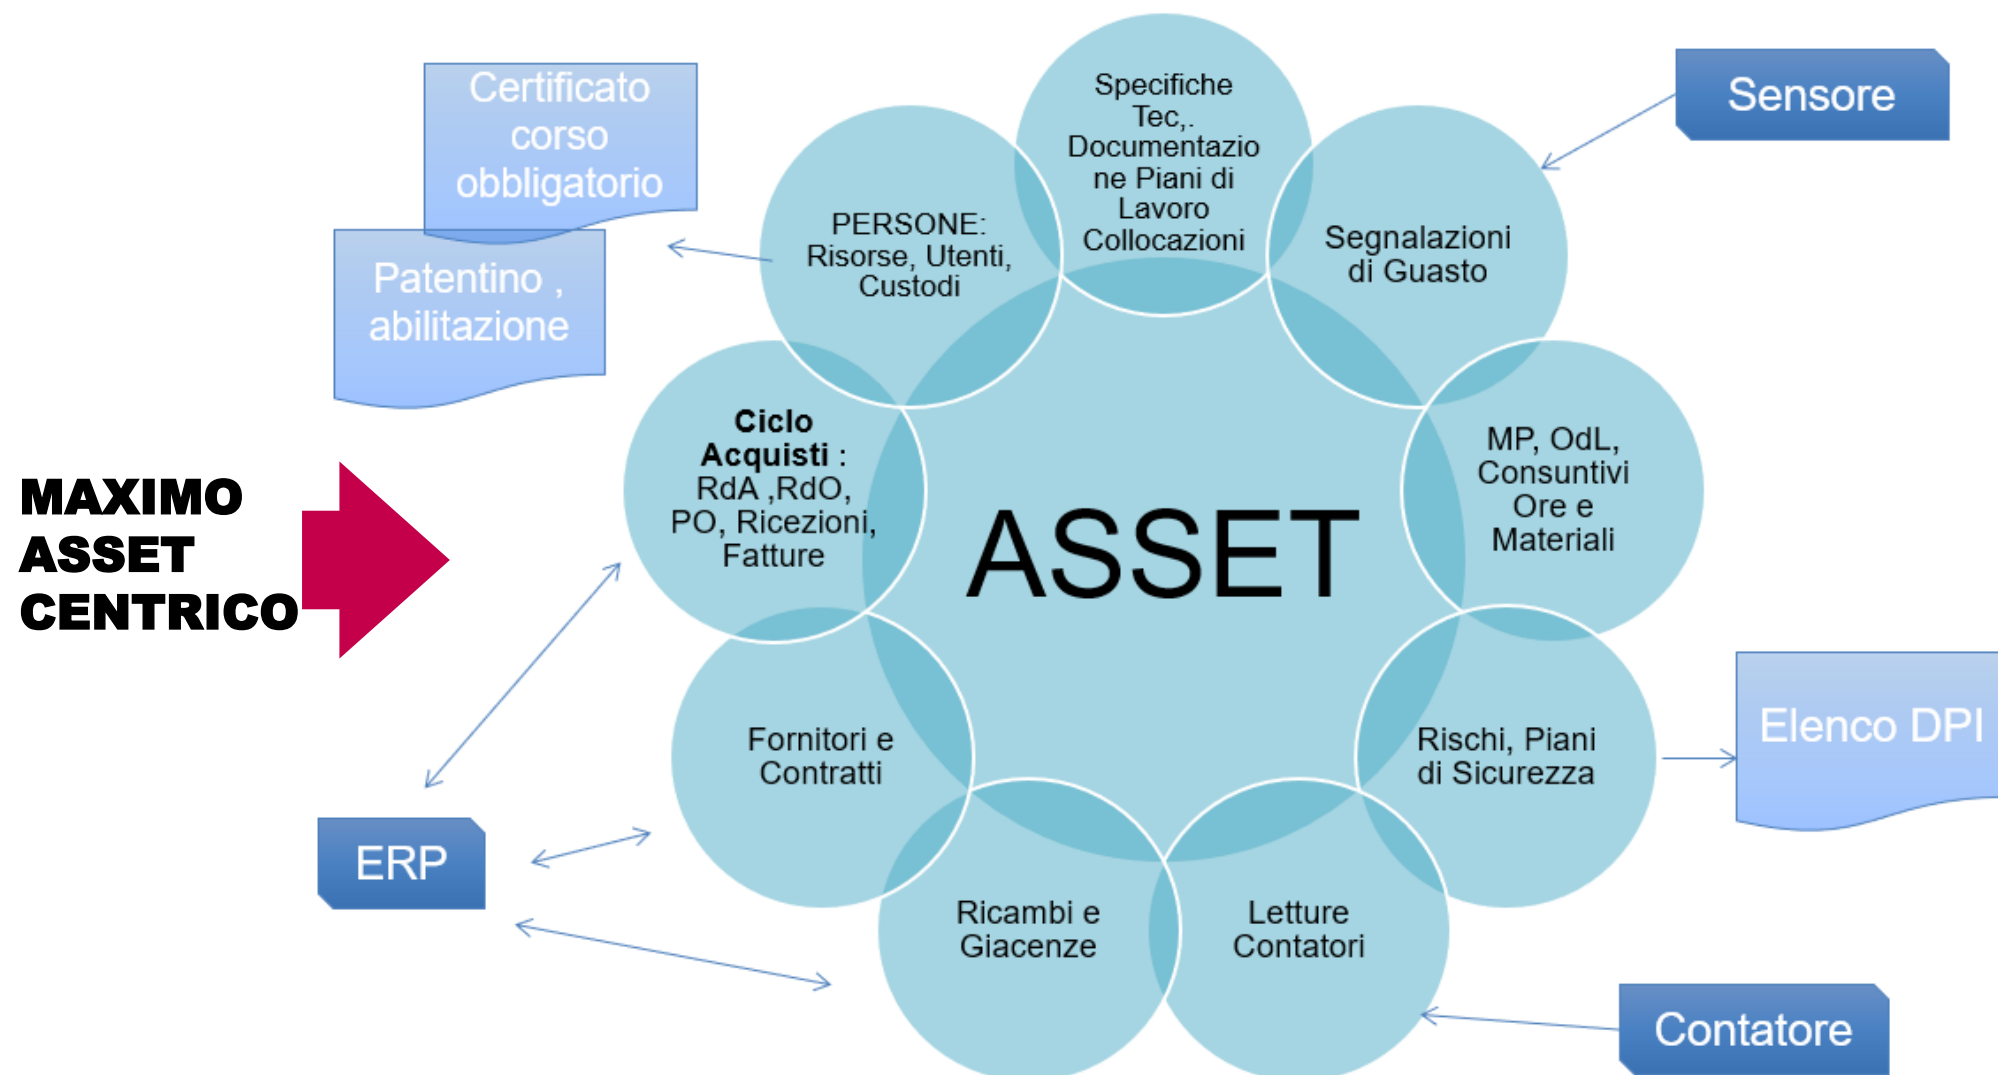 Certificato
corso
obbligatorio
Patentino ,
abilitazione
Specifiche
Tec,.
Documentazio
ne Piani di
Lavoro
Collocazioni
Sensore
PERSONE:
Risorse, Utenti,
Custodi
Segnalazioni
di Guasto
Ciclo
Acquisti :
RdA ,RdO,
PO, Ricezioni,
Fatture
MP, OdL,
Consuntivi
Ore e
Materiali
MAXIMO
ASSET
CENTRICO
ASSET
Fornitori e
Contratti
Rischi, Piani
di Sicurezza
Elenco DPI
ERP
Ricambi e
Giacenze
Letture
Contatori
Contatore